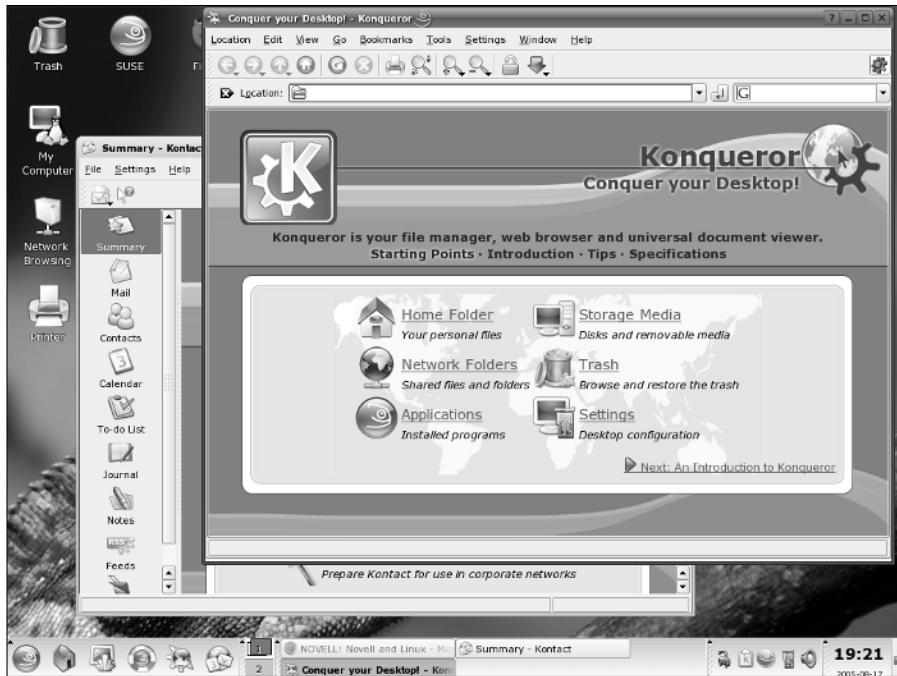 Conquer your Desktop! - Konqueror
Location Edit View Go Bookmarks Tools Settings Window Help
Location:
G
Trash
SUSE
My Computer
Network Browsing
Printer
Summary - Kontac
File Settings Help
Summary
Mail
Contacts
Calendar
To-do List
Journal
Notes
Feeds
K
Konqueror
Conquer your Desktop!
Konqueror is your file manager, web browser and universal document viewer.
Starting Points · Introduction · Tips · Specifications
Home Folder
Your personal files
Storage Media
Disks and removable media
Network Folders
Shared files and folders
Trash
Browse and restore the trash
Applications
Installed programs
Settings
Desktop configuration
Next: An Introduction to Konqueror
Prepare Kontact for use in corporate networks
1
2
NOVELL: Novell and Linux - Mo
Summary - Kontact
Conquer your Desktop! - Kon
19:21
2005-08-17